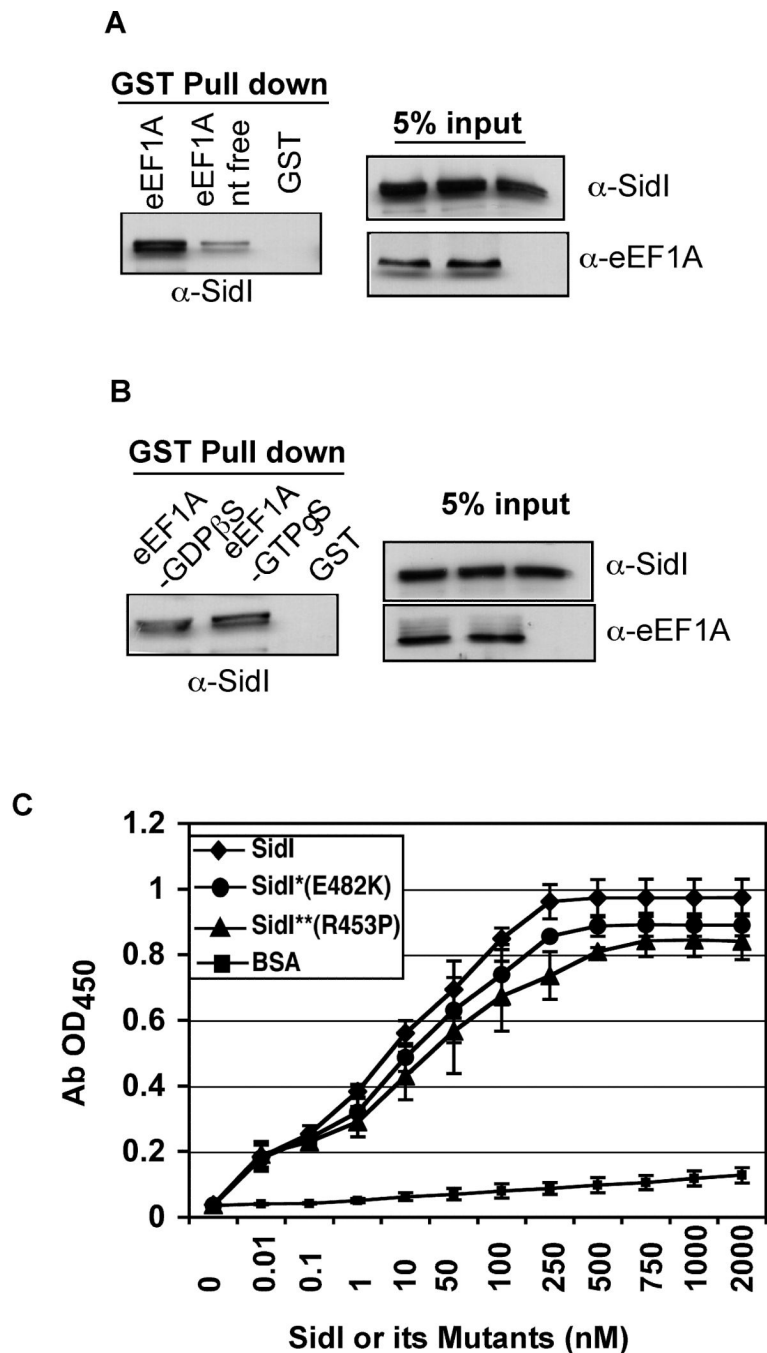 A
GST Pull down
eEF1A
eEF1A
nt free
GST
α-SidI
5% input
α-SidI
α-eEF1A
B
GST Pull down
eEF1A
-GDPβS
eEF1A
-GTPgS
GST
α-SidI
5% input
α-SidI
α-eEF1A
C
SidI
SidI*(E482K)
SidI**(R453P)
BSA
Ab OD450
1.2
1
0.8
0.6
0.4
0.2
0
0 0.01 0.1 1 10 50 100 250 500 750 1000 2000
SidI or its Mutants (nM)